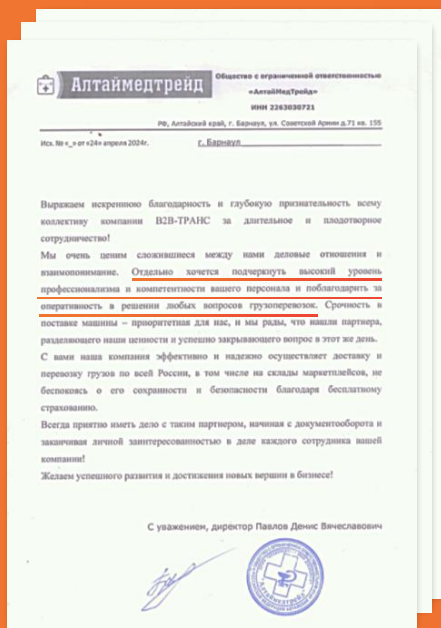 Алтаймедтрейд
Общество с ограниченной ответственностью
«АлтайМедТрейд»
ИНН 2263030721
РФ, Алтайский край, г. Барнаул, ул. Советской Армии д.71 кв. 155
Исх. № «_» от «24» апреля 2024г.
г. Барнаул
Выражаем искреннюю благодарность и глубокую признательность всему
коллективу компании В2В-ТРАНС за длительное и плодотворное
сотрудничество!
Мы очень ценим сложившиеся между нами деловые отношения и
взаимопонимание. Отдельно хочется подчеркнуть высокий уровень
профессионализма и компетентности вашего персонала и поблагодарить за
оперативность в решении любых вопросов грузоперевозок. Срочность в
поставке машины – приоритетная для нас, и мы рады, что нашли партнера,
разделяющего наши ценности и успешно закрывающего вопрос в этот же день.
С вами наша компания эффективно и надежно осуществляет доставку и
перевозку грузов по всей России, в том числе на склады маркетплейсов, не
беспокоясь о его сохранности и безопасности благодаря бесплатному
страхованию.
Всегда приятно иметь дело с таким партнером, начиная с документооборота и
заканчивая личной заинтересованностью в деле каждого сотрудника вашей
компании!
Желаем успешного развития и достижения новых вершин в бизнесе!
С уважением, директор Павлов Денис Вячеславович
"АЛТАЙМЕДТРЕЙД"